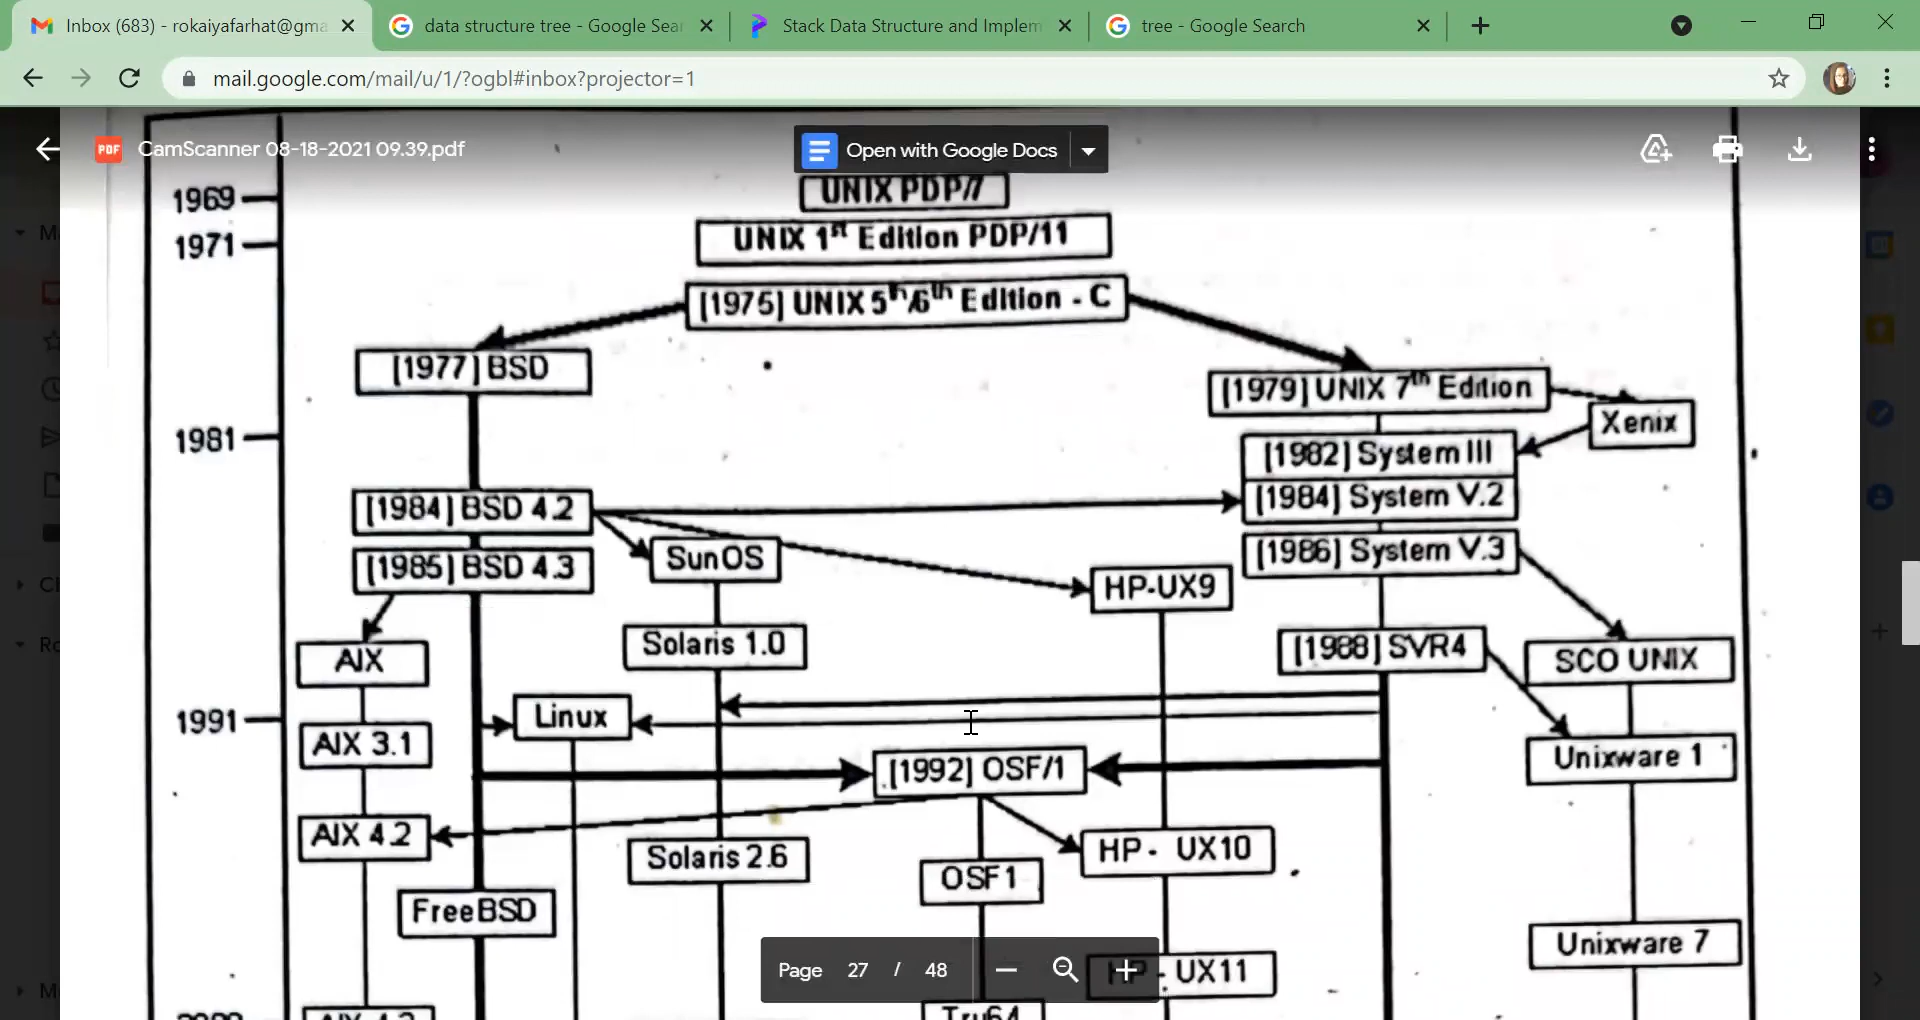 Inbox (683) - rokaiyafarhat@gma
data structure tree - Google Sear
Stack Data Structure and Implem
tree - Google Search
mail.google.com/mail/u/1/?ogbl#inbox?projector=1
PDF
CamScanner 08-18-2021 09.39.pdf
Open with Google Docs
1969
UNIX PDP/7
1971
UNIX 1st Edition PDP/11
[1975] UNIX 5th/6th Edition - C
[1977] BSD
[1979] UNIX 7th Edition
Xenix
1981
[1982] System III
[1984] BSD 4.2
[1984] System V.2
[1985] BSD 4.3
SunOS
[1986] System V.3
HP-UX9
AIX
Solaris 1.0
[1988] SVR4
SCO UNIX
1991
Linux
AIX 3.1
[1992] OSF/1
Unixware 1
AIX 4.2
Solaris 2.6
HP - UX10
OSF1
FreeBSD
Unixware 7
Page 27 / 48
HP - UX11
Tru64